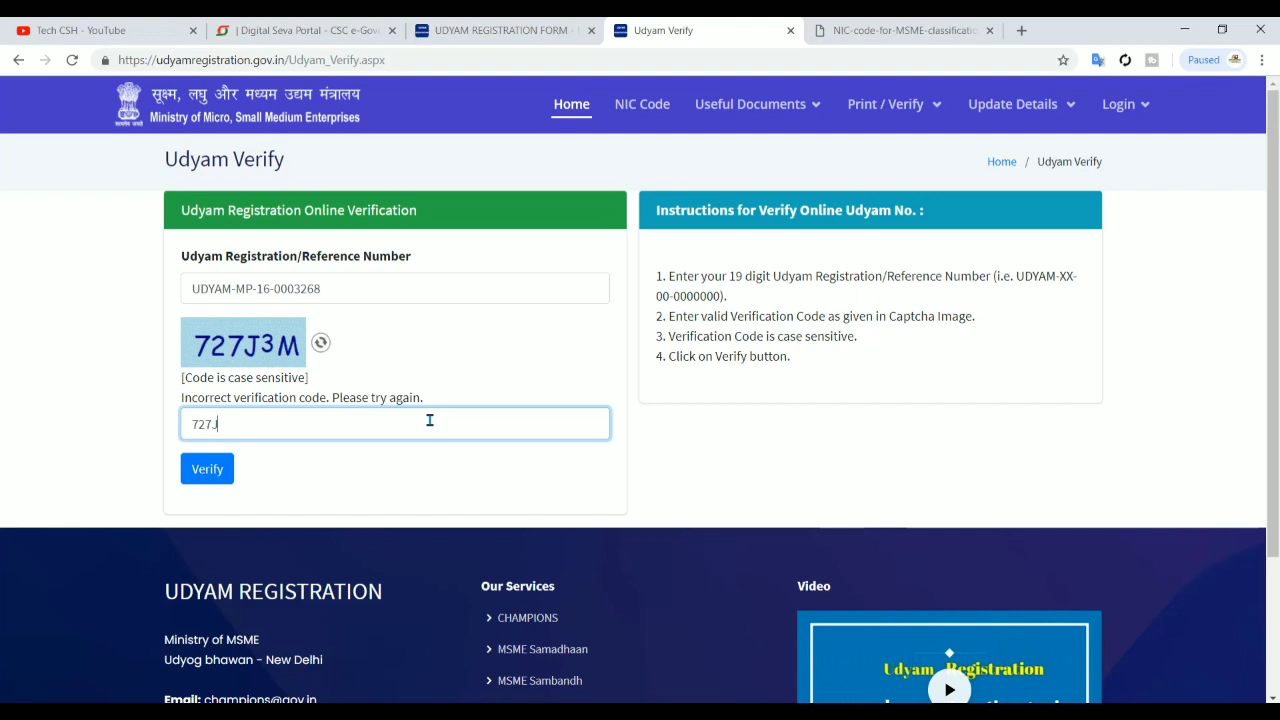 Tech CSH - YouTube
| Digital Seva Portal - CSC e-Gov
UDYAM REGISTRATION FORM -
Udyam Verify
NIC-code-for-MSME-classificatio
https://udyamregistration.gov.in/Udyam_Verify.aspx
Paused
सूक्ष्म, लघु और मध्यम उद्यम मंत्रालय
Ministry of Micro, Small Medium Enterprises
Home
NIC Code
Useful Documents
Print / Verify
Update Details
Login
Udyam Verify
Home / Udyam Verify
Udyam Registration Online Verification
Udyam Registration/Reference Number
UDYAM-MP-16-0003268
727J3M
[Code is case sensitive]
Incorrect verification code. Please try again.
727J
Verify
Instructions for Verify Online Udyam No. :
1. Enter your 19 digit Udyam Registration/Reference Number (i.e. UDYAM-XX-
00-0000000).
2. Enter valid Verification Code as given in Captcha Image.
3. Verification Code is case sensitive.
4. Click on Verify button.
UDYAM REGISTRATION
Ministry of MSME
Udyog bhawan - New Delhi
Email: champions@gov.in
Our Services
CHAMPIONS
MSME Samadhaan
MSME Sambandh
Video
Udyam Registration